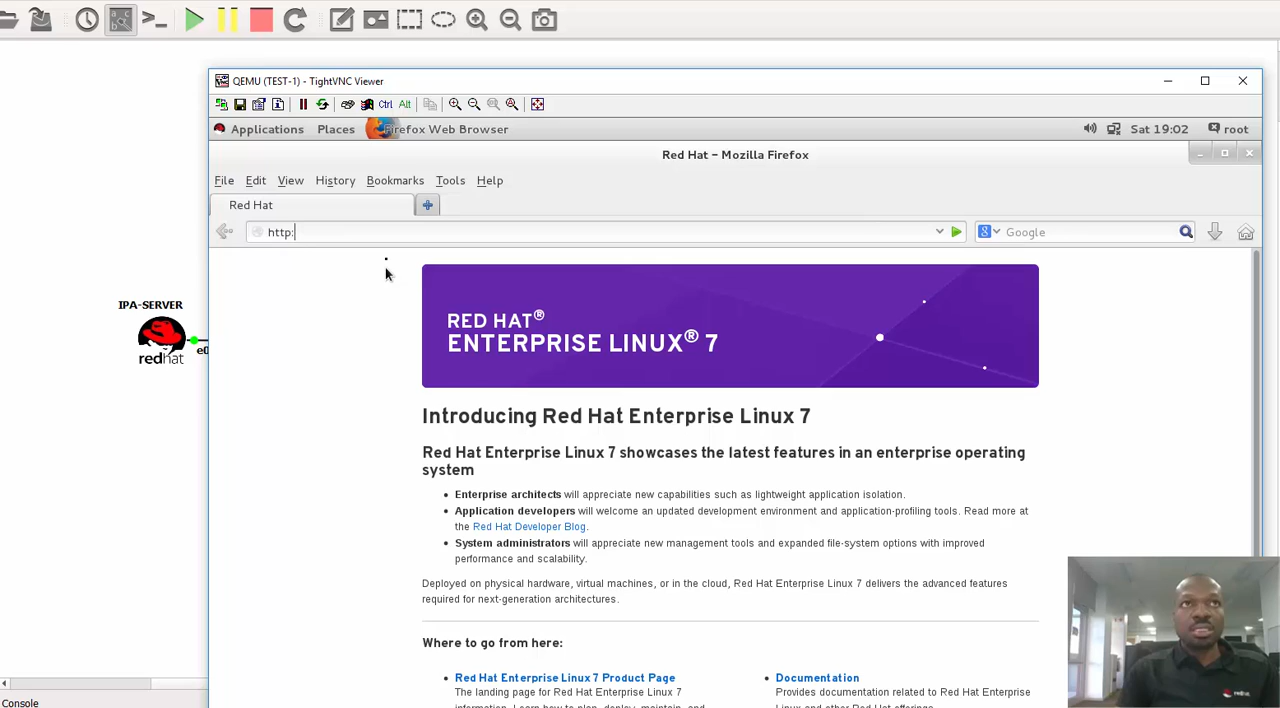 QEMU (TEST-1) - TightVNC Viewer
Ctrl Alt
Applications Places Firefox Web Browser Sat 19:02 root
Red Hat - Mozilla Firefox
File Edit View History Bookmarks Tools Help
Red Hat
http: Google
IPA-SERVER
redhat
e0
RED HAT®
ENTERPRISE LINUX® 7
Introducing Red Hat Enterprise Linux 7
Red Hat Enterprise Linux 7 showcases the latest features in an enterprise operating
system
• Enterprise architects will appreciate new capabilities such as lightweight application isolation.
• Application developers will welcome an updated development environment and application-profiling tools. Read more at
the Red Hat Developer Blog.
• System administrators will appreciate new management tools and expanded file-system options with improved
performance and scalability.
Deployed on physical hardware, virtual machines, or in the cloud, Red Hat Enterprise Linux 7 delivers the advanced features
required for next-generation architectures.
Where to go from here:
• Red Hat Enterprise Linux 7 Product Page
The landing page for Red Hat Enterprise Linux 7
• Documentation
Provides documentation related to Red Hat Enterprise
Console
redhat